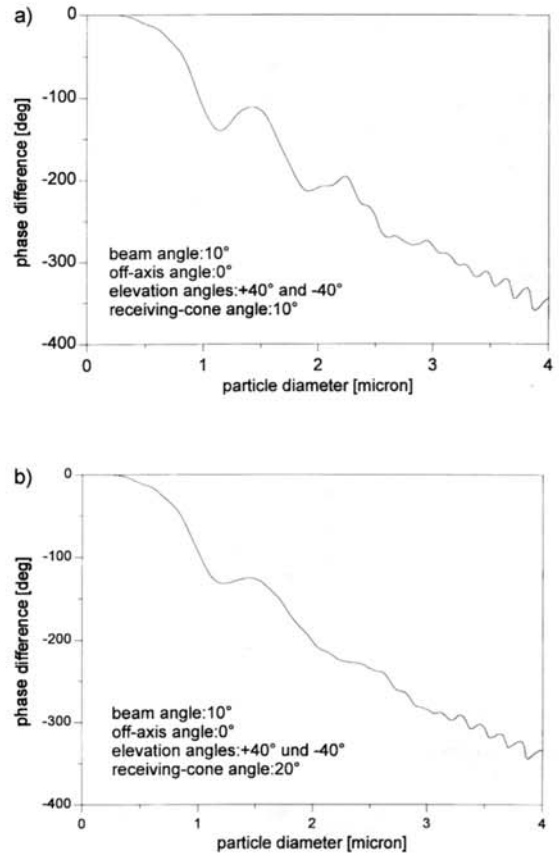 a)
0
-100
-200
-300
-400
phase difference [deg]
beam angle:10°
off-axis angle:0°
elevation angles:+40° and -40°
receiving-cone angle:10°
0 1 2 3 4
particle diameter [micron]
b)
0
-100
-200
-300
-400
phase difference [deg]
beam angle:10°
off-axis angle:0°
elevation angles:+40° und -40°
receiving-cone angle:20°
0 1 2 3 4
particle diameter [micron]